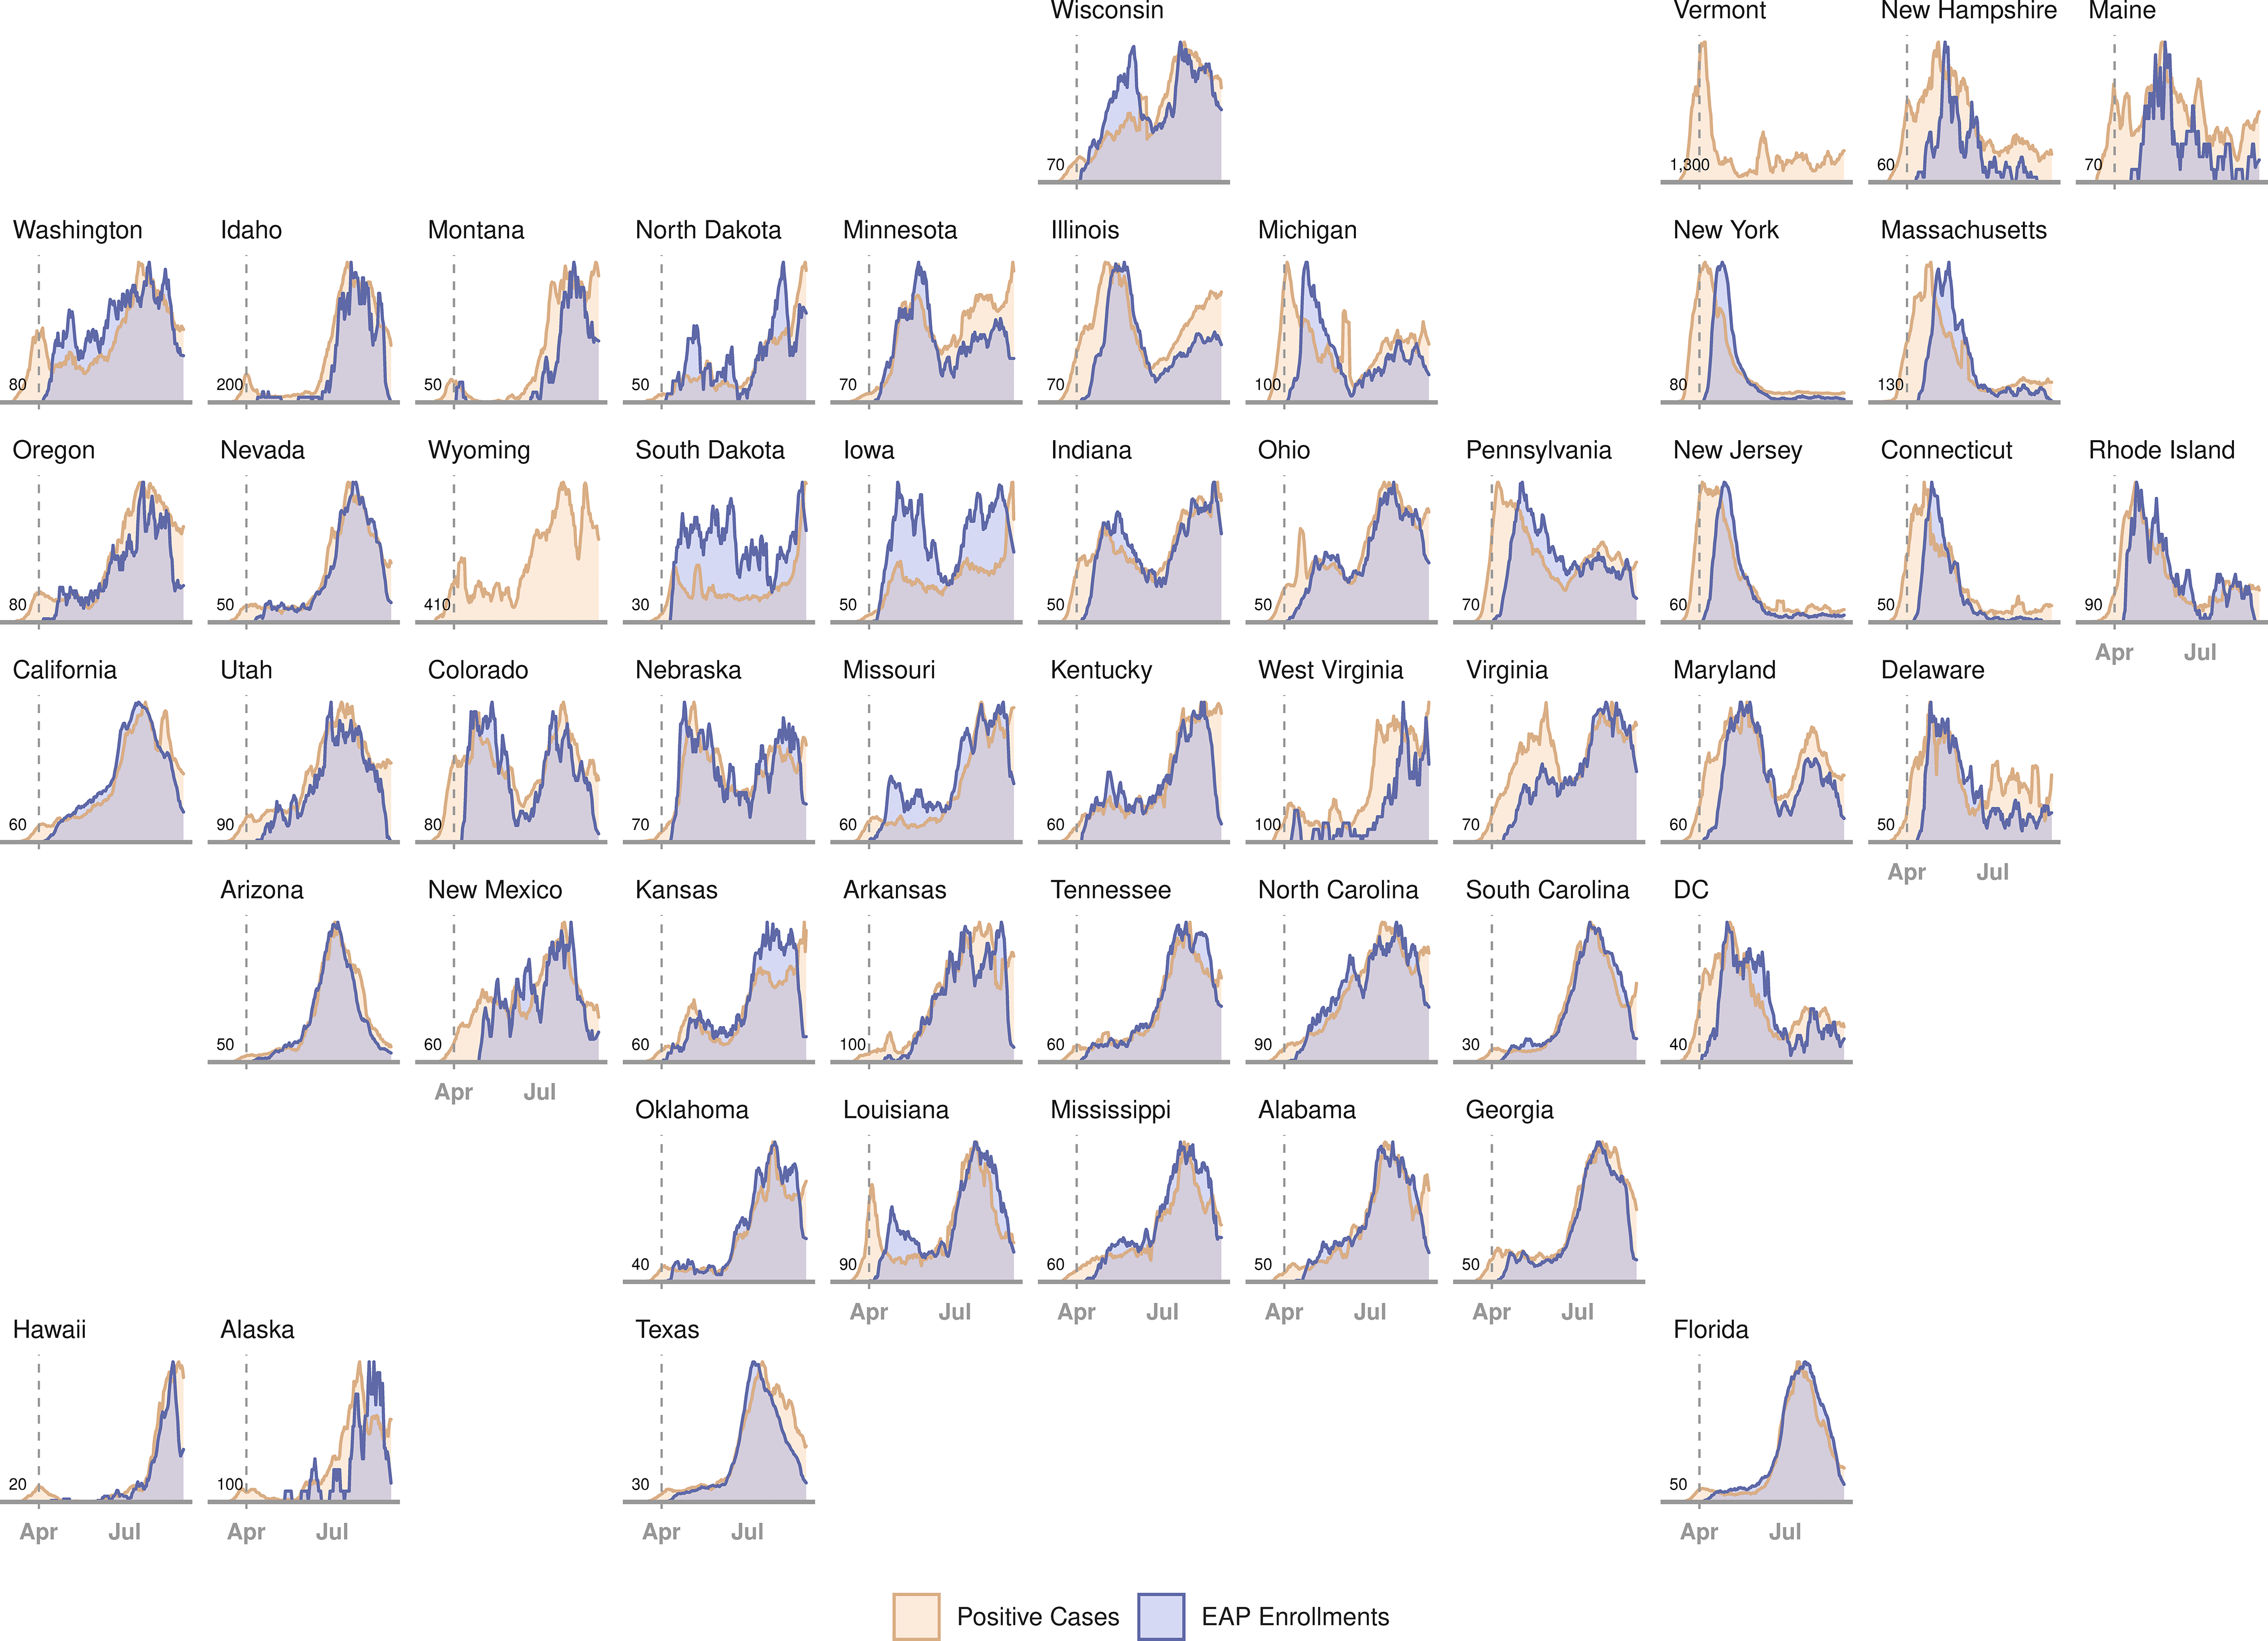 Wisconsin Vermont New Hampshire Maine
70 1,300 60 70
Washington Idaho Montana North Dakota Minnesota Illinois Michigan New York Massachusetts
80 200 50 50 70 70 100 80 130
Oregon Nevada Wyoming South Dakota Iowa Indiana Ohio Pennsylvania New Jersey Connecticut Rhode Island
80 50 410 30 50 50 50 70 60 50 90
Apr Jul
California Utah Colorado Nebraska Missouri Kentucky West Virginia Virginia Maryland Delaware
60 90 80 70 60 60 100 70 60 50
Apr Jul
Arizona New Mexico Kansas Arkansas Tennessee North Carolina South Carolina DC
50 60 60 100 60 90 30 40
Apr Jul
Oklahoma Louisiana Mississippi Alabama Georgia
40 90 60 50 50
Apr Jul Apr Jul Apr Jul Apr Jul
Hawaii Alaska Texas Florida
20 100 30 50
Apr Jul Apr Jul Apr Jul Apr Jul
Positive Cases EAP Enrollments